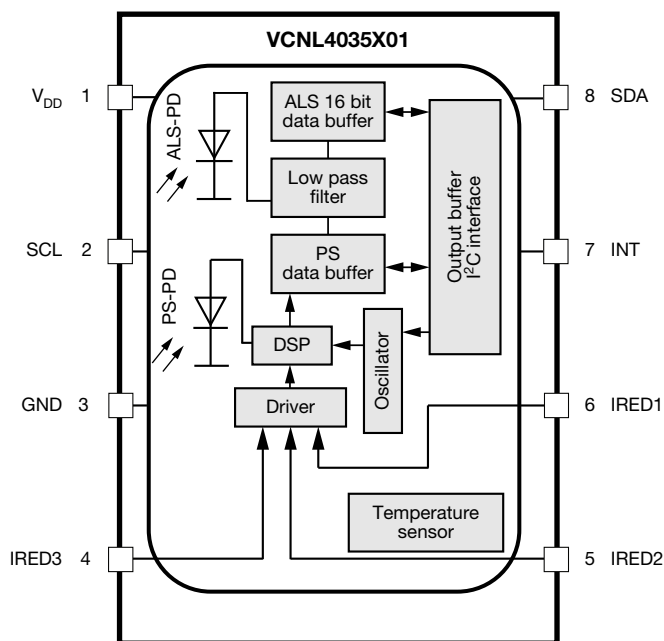 VCNL4035X01
VDD 1
8 SDA
ALS-PD
ALS 16 bit
data buffer
Low pass
filter
Output buffer
I²C interface
SCL 2
7 INT
PS-PD
PS
data buffer
DSP
Oscillator
GND 3
Driver
6 IRED1
Temperature
sensor
IRED3 4
5 IRED2